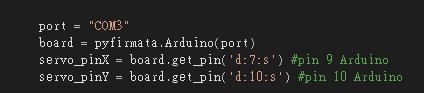 port = "COM3"
board = pyfirmata.Arduino(port)
servo_pinX = board.get_pin('d:7:s') #pin 9 Arduino
servo_pinY = board.get_pin('d:10:s') #pin 10 Arduino